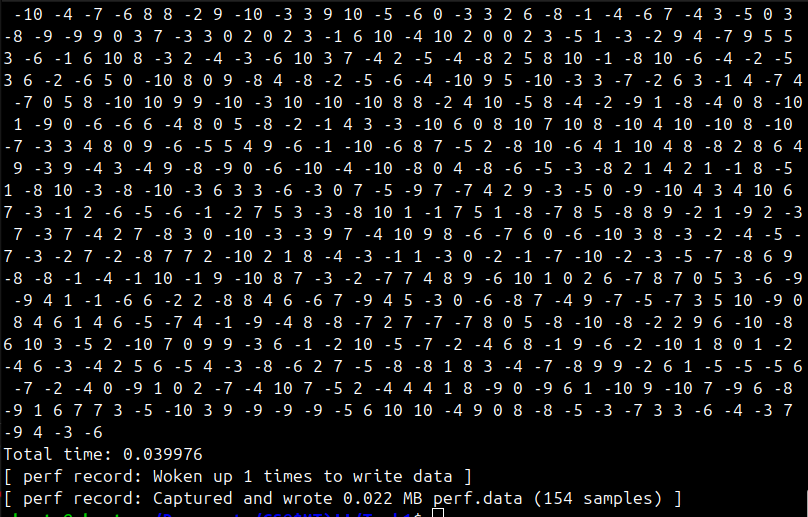 -10 -4 -7 -6 8 8 -2 9 -10 -3 3 9 10 -5 -6 0 -3 3 2 6 -8 -1 -4 -6 7 -4 3 -5 0 3
-8 -9 -9 9 0 3 7 -3 3 0 2 0 2 3 -1 6 10 -4 10 2 0 0 2 3 -5 1 -3 -2 9 4 -7 9 5 5
3 -6 -1 6 10 8 -3 2 -4 -3 -6 10 3 7 -4 2 -5 -4 -8 2 5 8 10 -1 -8 10 -6 -4 -2 -5
3 6 -2 -6 5 0 -10 8 0 9 -8 4 -8 -2 -5 -6 -4 -10 9 5 -10 -3 3 -7 -2 6 3 -1 4 -7 4
-7 0 5 8 -10 10 9 9 -10 -3 10 -10 -10 8 8 -2 4 10 -5 8 -4 -2 -9 1 -8 -4 0 8 -10
1 -9 0 -6 -6 6 -4 8 0 5 -8 -2 -1 4 3 -3 -10 6 0 8 10 7 10 8 -10 4 10 -10 8 -10
-7 -3 3 4 8 0 9 -6 -5 5 4 9 -6 -1 -10 -6 8 7 -5 2 -8 10 -6 4 1 10 4 8 -8 2 8 6 4
9 -3 9 -4 3 -4 9 -8 -9 0 -6 -10 -4 -10 -8 0 4 -8 -6 -5 -3 -8 2 1 4 2 1 -1 8 -5
1 -8 10 -3 -8 -10 -3 6 3 3 -6 -3 0 7 -5 -9 7 -7 4 2 9 -3 -5 0 -9 -10 4 3 4 10 6
7 -3 -1 2 -6 -5 -6 -1 -2 7 5 3 -3 -8 10 1 -1 7 5 1 -8 -7 8 5 -8 8 9 -2 1 -9 2 -3
7 -3 7 -4 2 7 -8 3 0 -10 -3 -3 9 7 -4 10 9 8 -6 -7 6 0 -6 -10 3 8 -3 -2 -4 -5 -
7 -3 -2 7 -2 -8 7 7 2 -10 2 1 8 -4 -3 -1 1 -3 0 -2 -1 -7 -10 -2 -3 -5 -7 -8 6 9
-8 -8 -1 -4 -1 10 -1 9 -10 8 7 -3 -2 -7 7 4 8 9 -6 10 1 0 2 6 -7 8 7 0 5 3 -6 -9
-9 4 1 -1 -6 6 -2 2 -8 8 4 6 -6 7 -9 4 5 -3 0 -6 -8 7 -4 9 -7 -5 -7 3 5 10 -9 0
8 4 6 1 4 6 -5 -7 4 -1 -9 -4 8 -8 -7 2 7 -7 -7 8 0 5 -8 -10 -8 -2 2 9 6 -10 -8
6 10 3 -5 2 -10 7 0 9 9 -3 6 -1 -2 10 -5 -7 -2 -4 6 8 -1 9 -6 -2 -10 1 8 0 1 -2
-4 6 -3 -4 2 5 6 -5 4 -3 -8 -6 2 7 -5 -8 -8 1 8 3 -4 -7 -8 9 9 -2 6 1 -5 -5 -5 6
-7 -2 -4 0 -9 1 0 2 -7 -4 10 7 -5 2 -4 4 4 1 8 -9 0 -9 6 1 -10 9 -10 7 -9 6 -8
-9 1 6 7 7 3 -5 -10 3 9 -9 -9 -9 -5 6 10 10 -4 9 0 8 -8 -5 -3 -7 3 3 -6 -4 -3 7
-9 4 -3 -6
Total time: 0.039976
[ perf record: Woken up 1 times to write data ]
[ perf record: Captured and wrote 0.022 MB perf.data (154 samples) ]